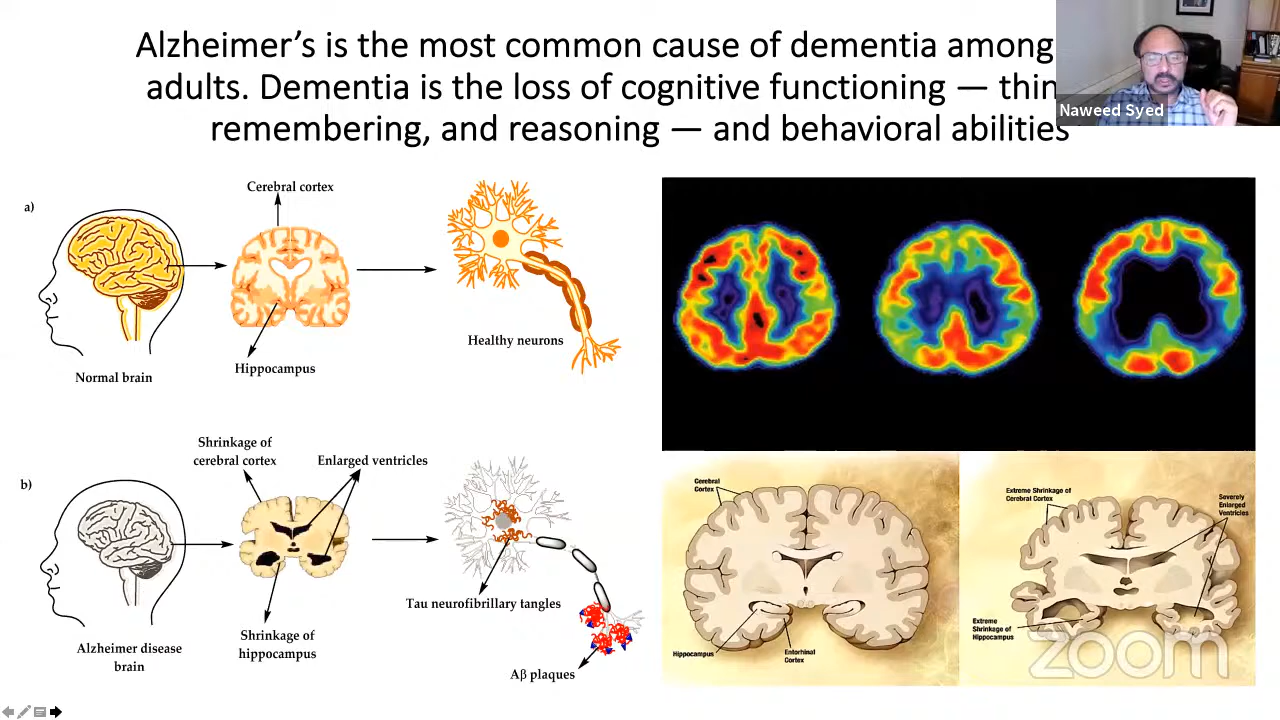 Alzheimer's is the most common cause of dementia among
adults. Dementia is the loss of cognitive functioning — thin
remembering, and reasoning — and behavioral abilities
Naweed Syed
a)
Cerebral cortex
Healthy neurons
Hippocampus
Normal brain
b)
Shrinkage of
cerebral cortex
Enlarged ventricles
Tau neurofibrillary tangles
Shrinkage of
hippocampus
Alzheimer disease
brain
Aβ plaques
Cerebral
Cortex
Hippocampus
Entorhinal
Cortex
Extreme Shrinkage of
Cerebral Cortex
Severely
Enlarged
Ventricles
Extreme
Shrinkage of
Hippocampus
zoom